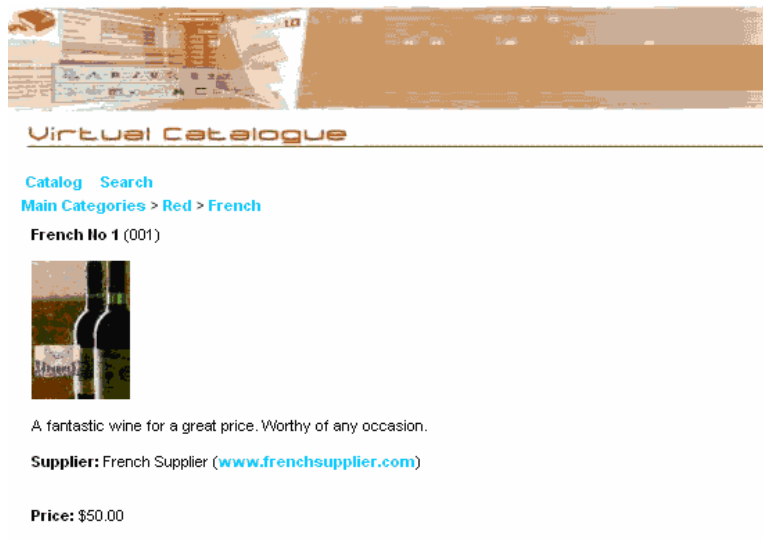 Virtual Catalogue
Catalog Search
Main Categories > Red > French
French No 1 (001)
A fantastic wine for a great price. Worthy of any occasion.
Supplier: French Supplier (www.frenchsupplier.com)
Price: $50.00